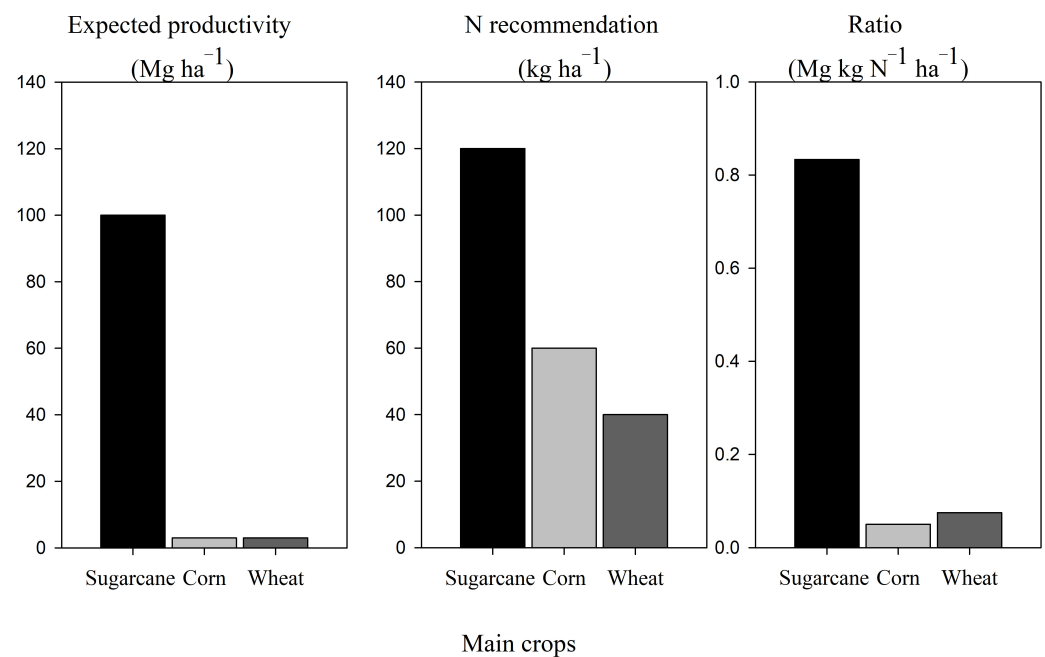 Expected productivity
(Mg ha⁻¹)
140
120
100
80
60
40
20
0
Sugarcane Corn Wheat
N recommendation
(kg ha⁻¹)
140
120
100
80
60
40
20
0
Sugarcane Corn Wheat
Ratio
(Mg kg N⁻¹ ha⁻¹)
1.0
0.8
0.6
0.4
0.2
0.0
Sugarcane Corn Wheat
Main crops